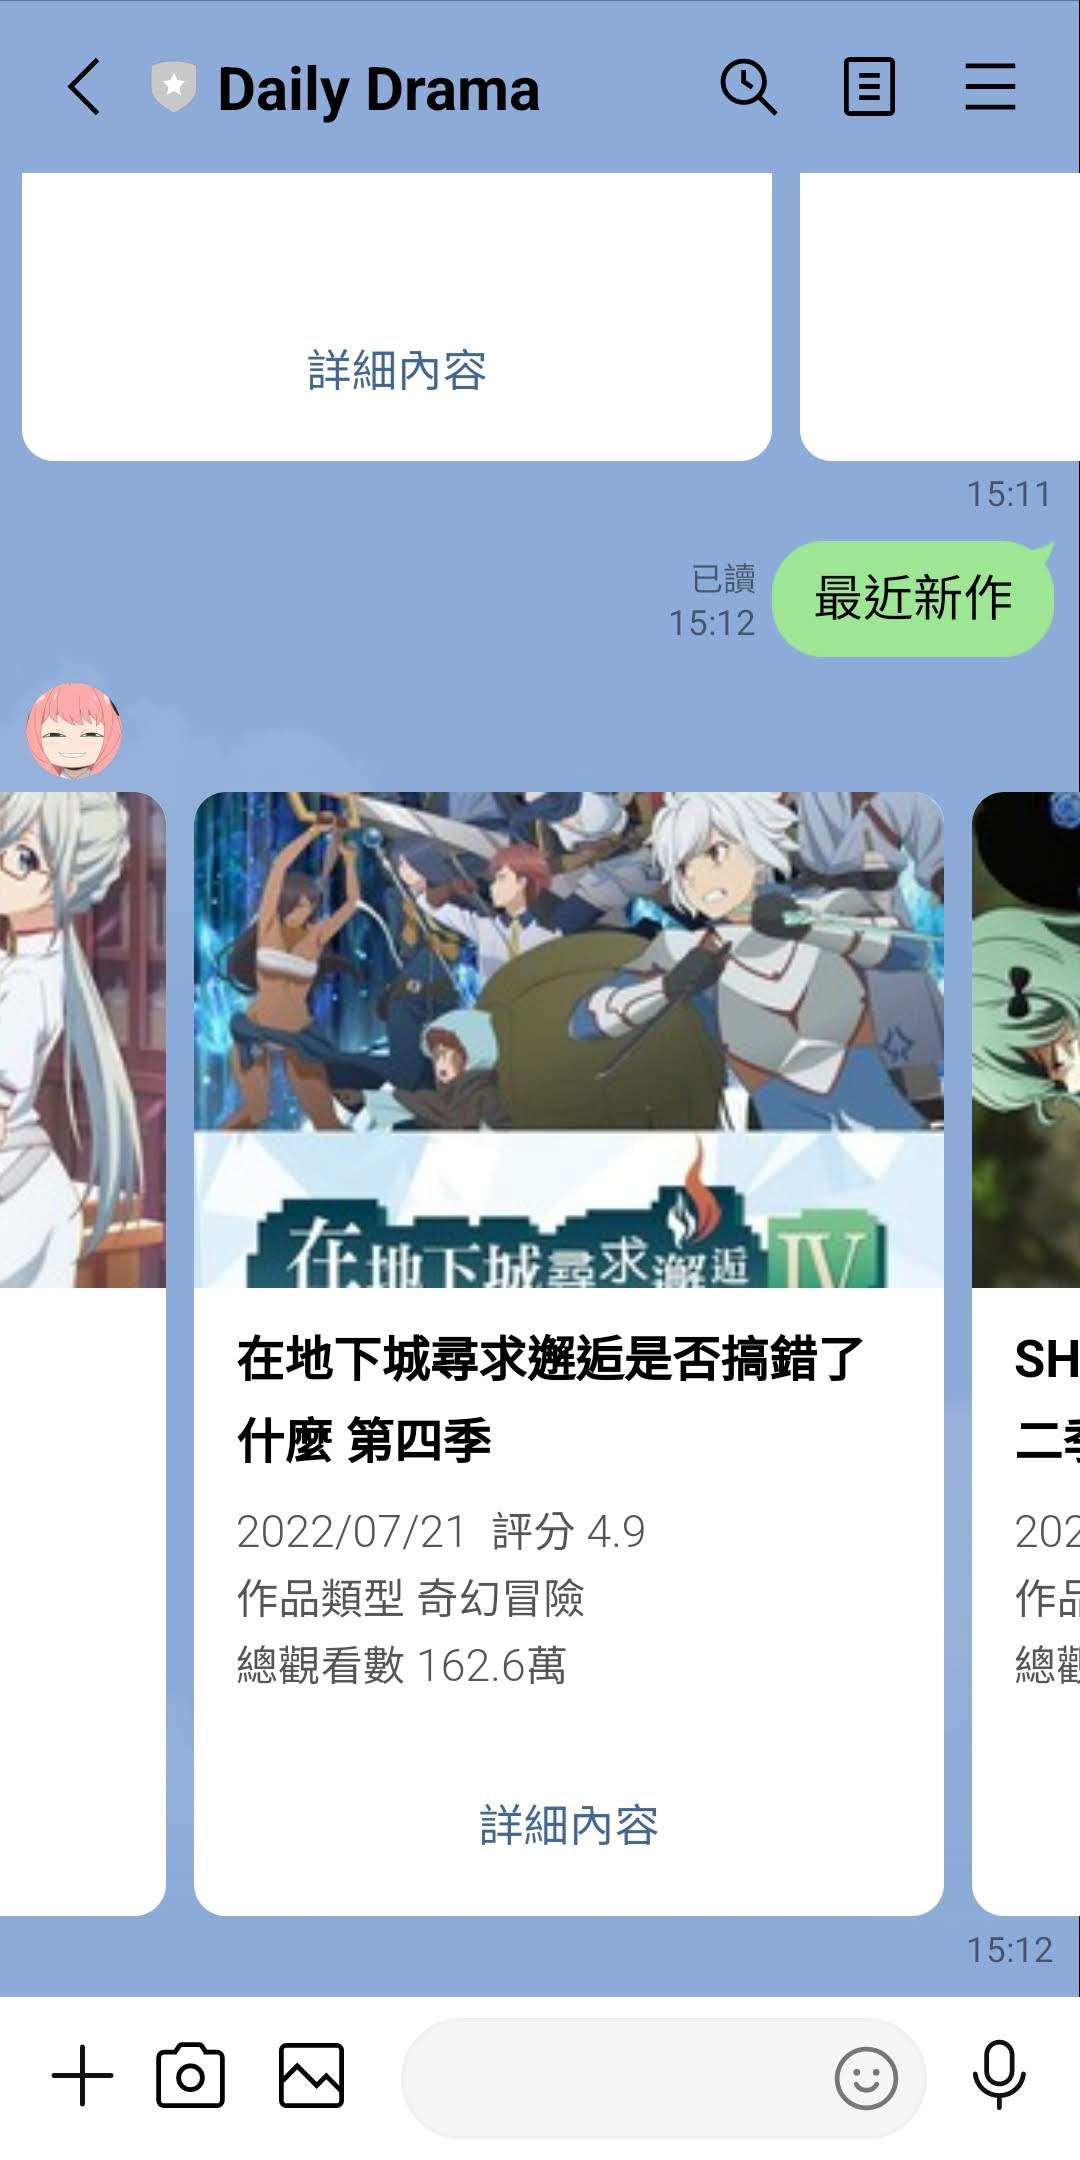 Daily Drama
詳細內容
15:11
已讀
15:12
最近新作
在地下城尋求邂逅 IV
在地下城尋求邂逅是否搞錯了
什麼 第四季
2022/07/21 評分 4.9
作品類型 奇幻冒險
總觀看數 162.6萬
詳細內容
SH
二季
202
作品
總觀
15:12